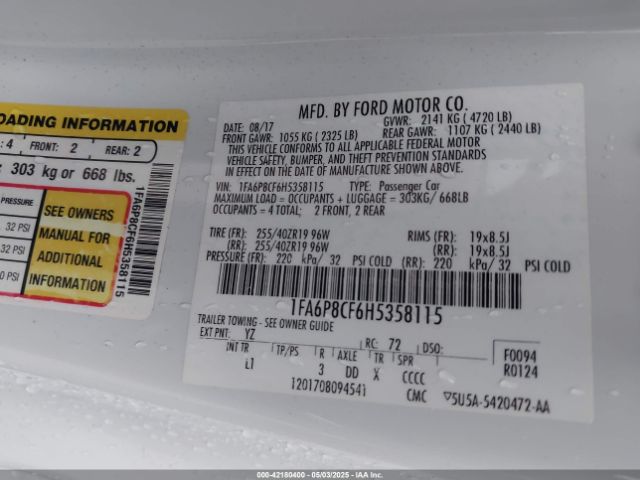 OADING INFORMATION
: 4 FRONT: 2 REAR: 2
: 303 kg or 668 lbs.
PRESSURE
32 PSI
32 PSI
0 PSI
SEE OWNERS
MANUAL FOR
ADDITIONAL
INFORMATION
1FA6P8CF6H5358115
MFD. BY FORD MOTOR CO.
DATE: 08/17 GVWR: 2141 KG ( 4720 LB)
FRONT GAWR: 1055 KG ( 2325 LB) REAR GAWR: 1107 KG ( 2440 LB)
THIS VEHICLE CONFORMS TO ALL APPLICABLE FEDERAL MOTOR
VEHICLE SAFETY, BUMPER, AND THEFT PREVENTION STANDARDS
IN EFFECT ON THE DATE OF MANUFACTURE SHOWN ABOVE.
VIN: 1FA6P8CF6H5358115 TYPE: Passenger Car
MAXIMUM LOAD = OCCUPANTS + LUGGAGE = 303KG/ 668LB
OCCUPANTS = 4 TOTAL: 2 FRONT, 2 REAR
TIRE (FR): 255/40ZR19 96W RIMS (FR): 19x8.5J
(RR): 255/40ZR19 96W (RR): 19x8.5J
PRESSURE (FR): 220 kPa/ 32 PSI COLD (RR): 220 kPa/ 32 PSI COLD
1FA6P8CF6H5358115
TRAILER TOWING - SEE OWNER GUIDE
EXT PNT: YZ RC: 72 DSO: F0094
INT TR TP/PS R AXLE TR SPR R0124
L1 3 DD X CCCC
1201708094541 CMC ▽5U5A-5420472-AA
000-42180400 - 05/03/2025 - IAAI.com